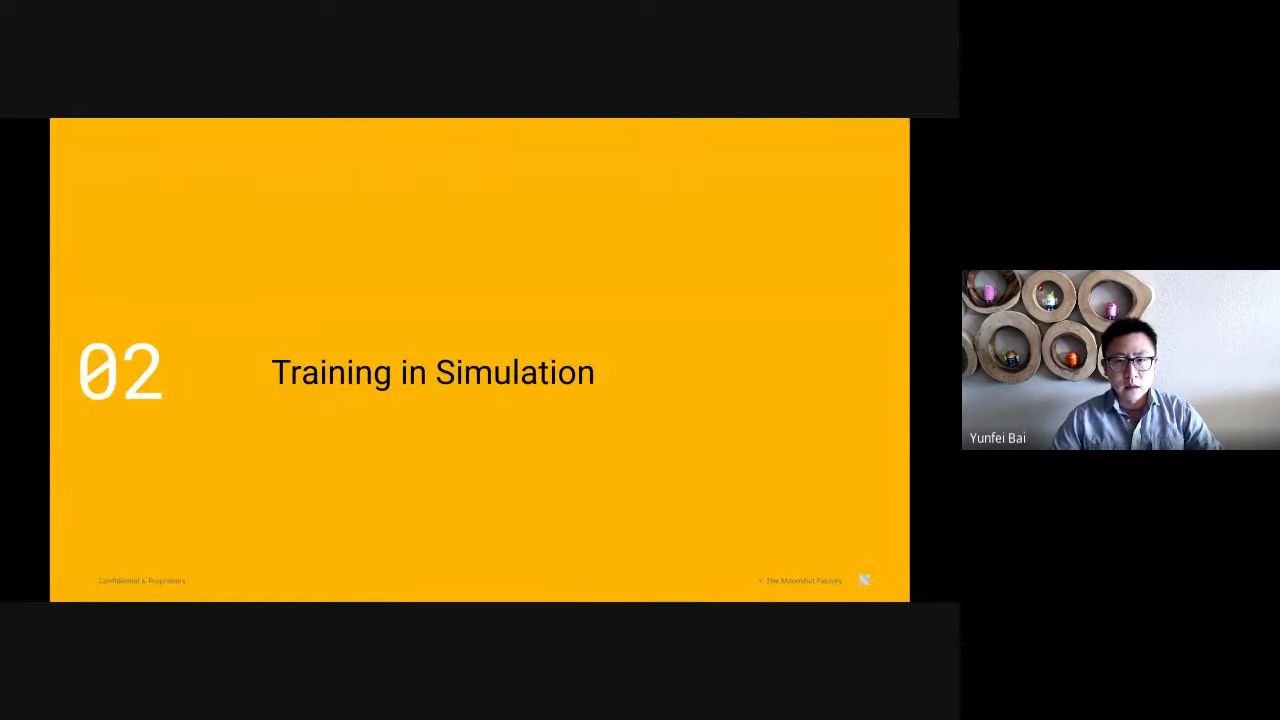 02
Training in Simulation
Confidential & Proprietary
X, The Moonshot Factory
Yunfei Bai